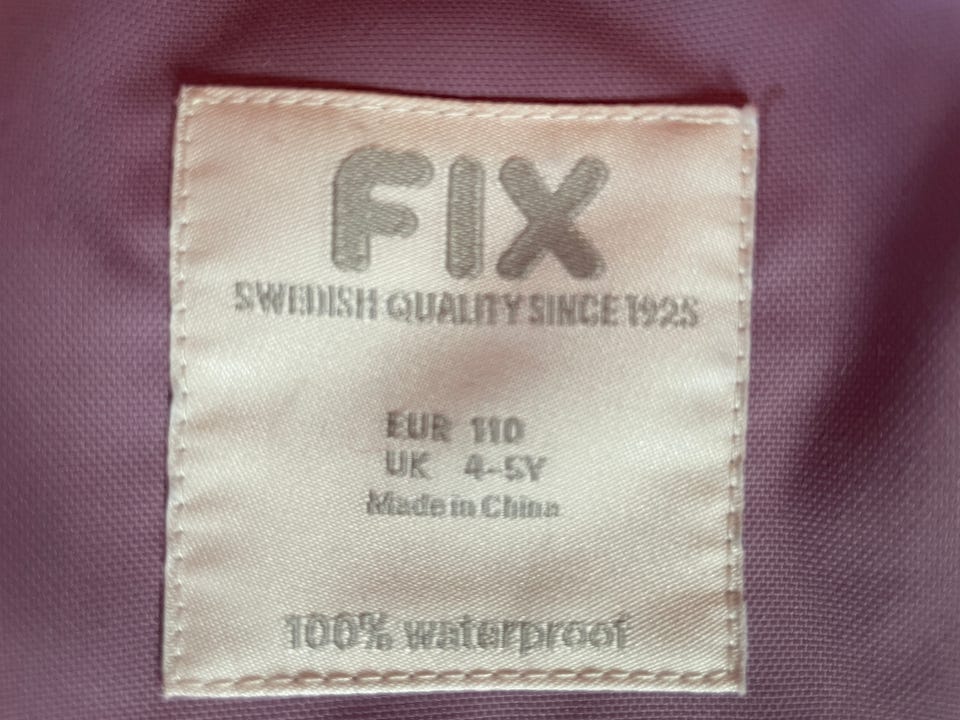 FIX
SWEDISH QUALITY SINCE 1925
EUR 110
UK 4-5Y
Made in China
100% waterproof